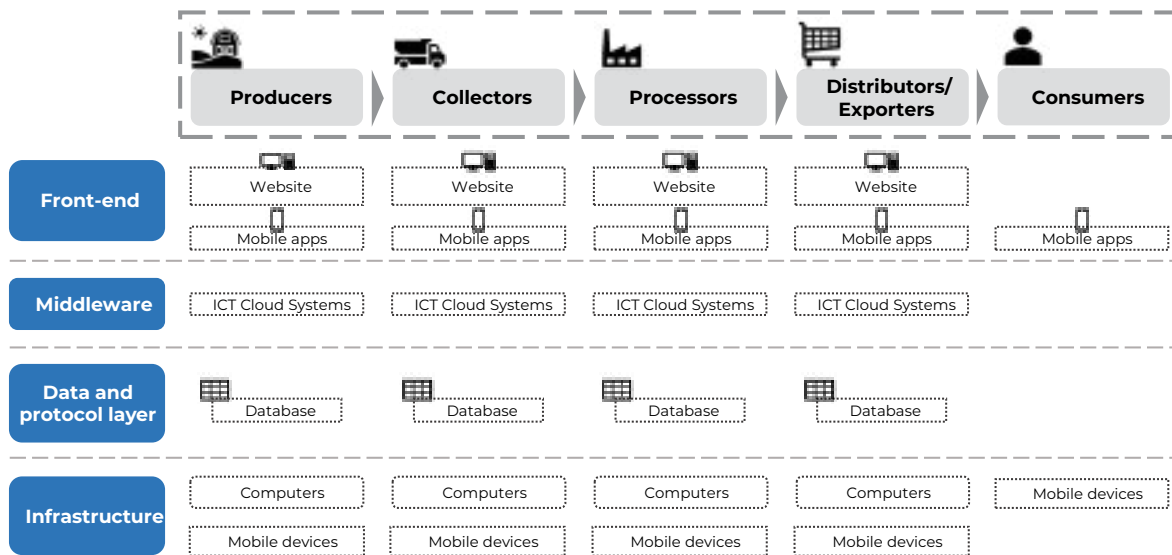 Producers
Collectors
Processors
Distributors/
Exporters
Consumers
Front-end
Website
Website
Website
Website
Mobile apps
Mobile apps
Mobile apps
Mobile apps
Mobile apps
Middleware
ICT Cloud Systems
ICT Cloud Systems
ICT Cloud Systems
ICT Cloud Systems
Data and
protocol layer
Database
Database
Database
Database
Infrastructure
Computers
Computers
Computers
Computers
Mobile devices
Mobile devices
Mobile devices
Mobile devices
Mobile devices